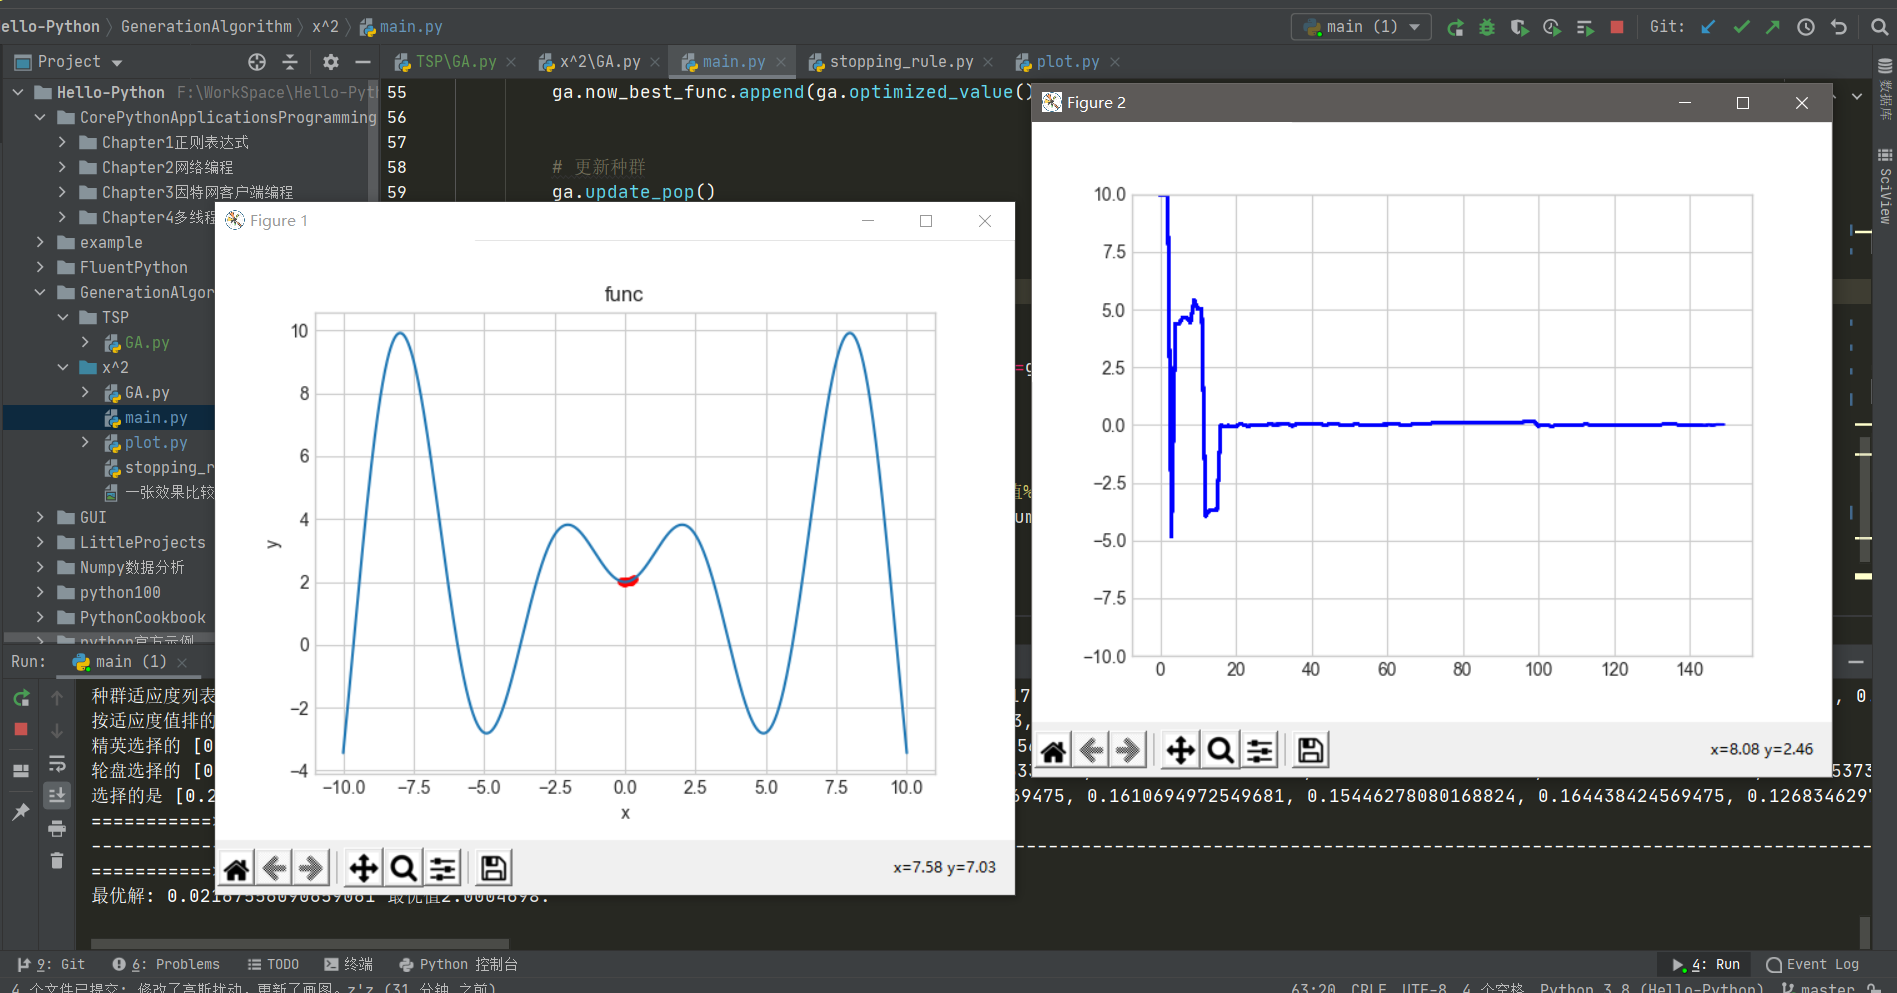 ello-Python 〉 GenerationAlgorithm 〉 x^2 〉 main.py
main (1)
Git:
Project
TSP\GA.py
x^2\GA.py
main.py
stopping_rule.py
plot.py
Hello-Python F:\WorkSpace\Hello-Pyt
CorePythonApplicationsProgramming
Chapter1正则表达式
Chapter2网络编程
Chapter3因特网客户端编程
Chapter4多线程
example
FluentPython
GenerationAlgor
TSP
GA.py
x^2
GA.py
main.py
plot.py
stopping_r
一张效果比较
GUI
LittleProjects
Numpy数据分析
python100
PythonCookbook
python官方示例
55 ga.now_best_func.append(ga.optimized_value()
56
57
58 # 更新种群
59 ga.update_pop()
数据库
SciView
Figure 1
func
10
8
6
4
2
0
−2
−4
y
−10.0 −7.5 −5.0 −2.5 0.0 2.5 5.0 7.5 10.0
x
x=7.58 y=7.03
Figure 2
10.0
7.5
5.0
2.5
0.0
−2.5
−5.0
−7.5
−10.0
0 20 40 60 80 100 120 140
x=8.08 y=2.46
Run: main (1)
种群适应度列表
按适应度值排的
精英选择的 [0
轮盘选择的 [0
选择的是 [0.2
69475, 0.1610694972549681, 0.15446278080168824, 0.164438424569475, 0.126834629
===========
-----------
===========
最优解: 0.02167556090659061 最优值2.0004698.
9: Git
6: Problems
TODO
终端
Python 控制台
4: Run
Event Log
4 个文件已提交: 修改了高斯扰动，更新了画图。z'z (31 分钟 之前)
63:20 CRLF UTF-8 4 个空格 Python 3.8 (Hello-Python) master